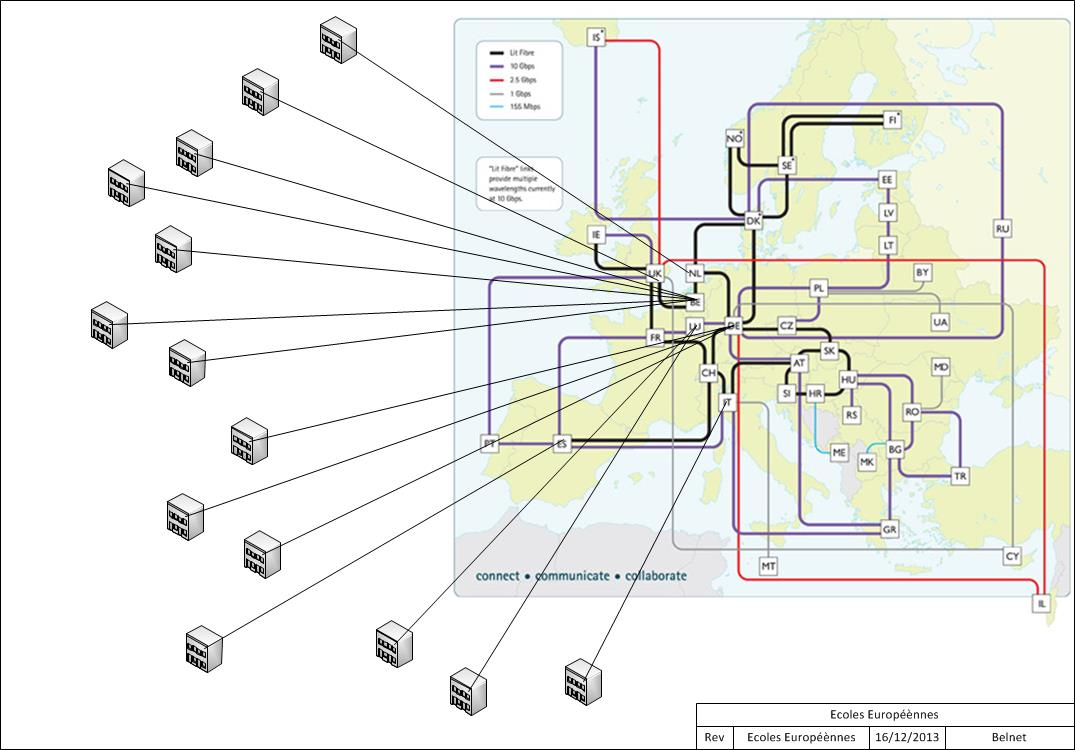 IS*
Lit Fibre
10 Gbps
2.5 Gbps
1 Gbps
155 Mbps
FI*
NO*
SE*
"Lit Fibre" links
provide multiple
wavelengths currently
at 10 Gbps.
EE
LV
DK*
RU
IE
LT
UK
NL
BY
PL
BE
UA
LU
DE
CZ
FR
SK
AT
MD
CH
HU
SI
HR
IT
RS
RO
PT
ES
BG
ME
MK
TR
GR
CY
MT
connect • communicate • collaborate
IL
Ecoles Européènnes
Rev
Ecoles Européènnes
16/12/2013
Belnet